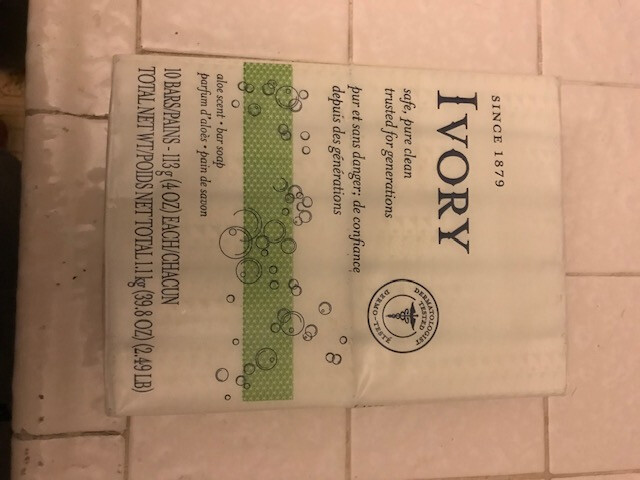 SINCE 1879
IVORY
safe, pure clean
trusted for generations
pur et sans danger; de confiance
depuis des générations
DERMATOLOGIST
TESTED
DERMO-TESTÉ
aloe scent • bar soap
parfum d'aloès • pain de savon
10 BARS/PAINS - 113 g (4 OZ) EACH/CHACUN
TOTAL NET WT/POIDS NET TOTAL 1.1 kg (39.8 OZ) (2.49 LB)